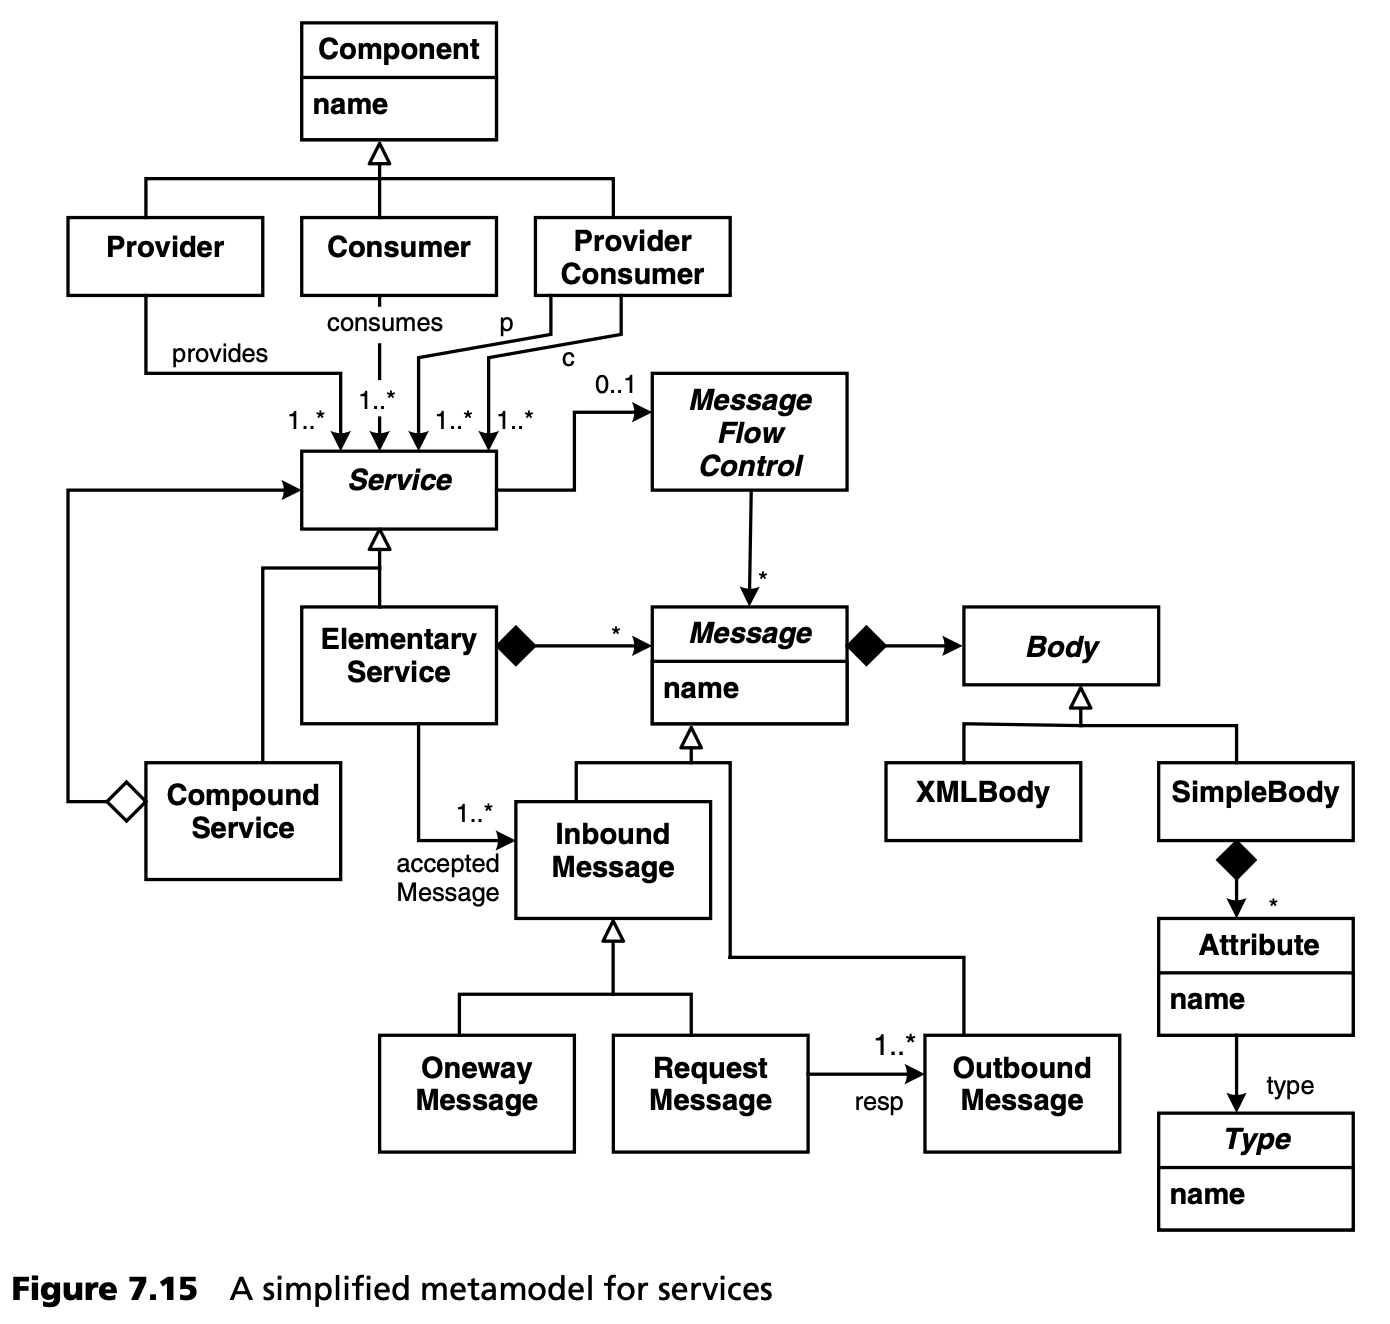 Component
name
Provider
Consumer
Provider
Consumer
provides
consumes
p
c
1..*
1..*
1..*
1..*
0..1
Service
Message
Flow
Control
*
Elementary
Service
*
Message
name
Body
Compound
Service
1..*
accepted
Message
Inbound
Message
XMLBody
SimpleBody
*
Attribute
name
Oneway
Message
Request
Message
1..*
resp
Outbound
Message
type
Type
name
Figure 7.15 A simplified metamodel for services